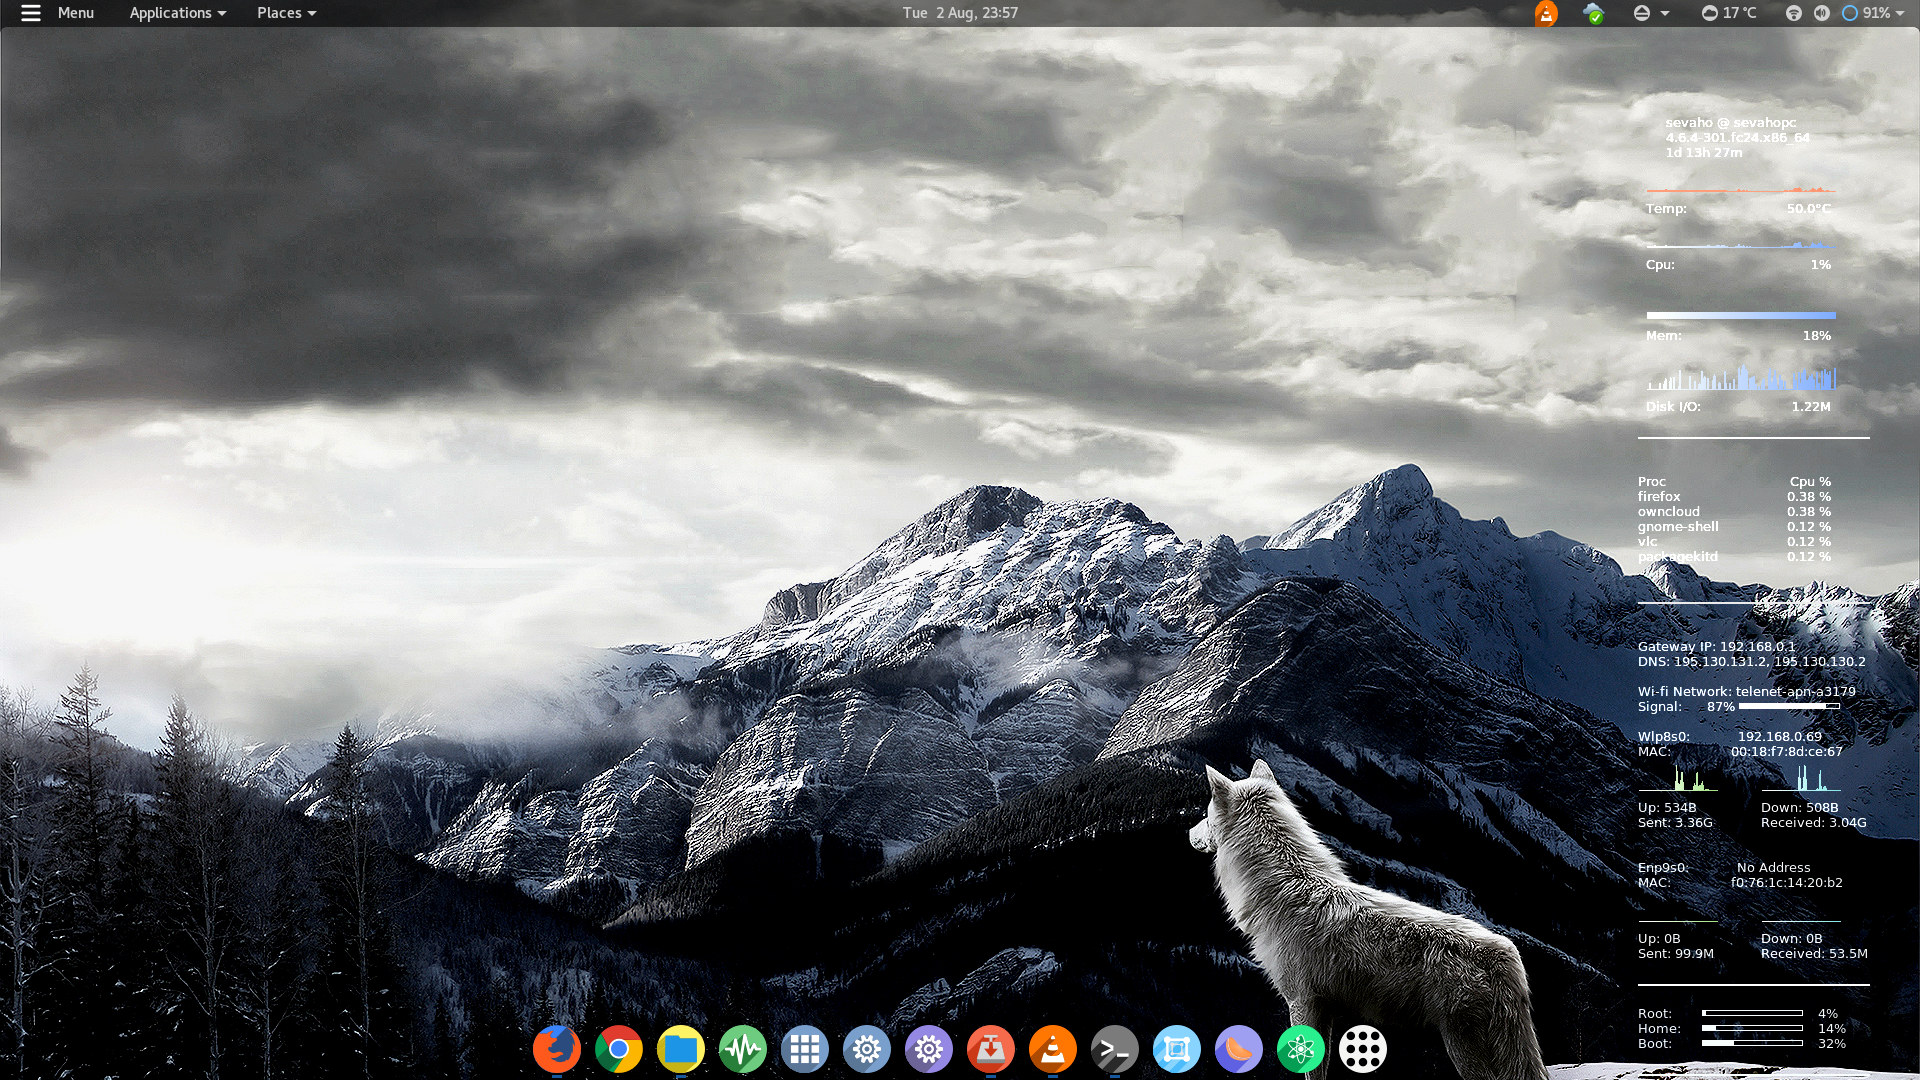 Menu Applications Places Tue 2 Aug, 23:57 17 °C 91%
sevaho @ sevahopc
4.6.4-301.fc24.x86_64
1d 13h 27m
Temp: 50.0°C
Cpu: 1%
Mem: 18%
Disk I/O: 1.22M
Proc Cpu %
firefox 0.38 %
owncloud 0.38 %
gnome-shell 0.12 %
vlc 0.12 %
packagekitd 0.12 %
Gateway IP: 192.168.0.1
DNS: 195.130.131.2, 195.130.130.2
Wi-fi Network: telenet-apn-a3179
Signal: 87%
Wlp8s0: 192.168.0.69
MAC: 00:18:f7:8d:ce:67
Up: 534B Down: 508B
Sent: 3.36G Received: 3.04G
Enp9s0: No Address
MAC: f0:76:1c:14:20:b2
Up: 0B Down: 0B
Sent: 99.9M Received: 53.5M
Root: 4%
Home: 14%
Boot: 32%